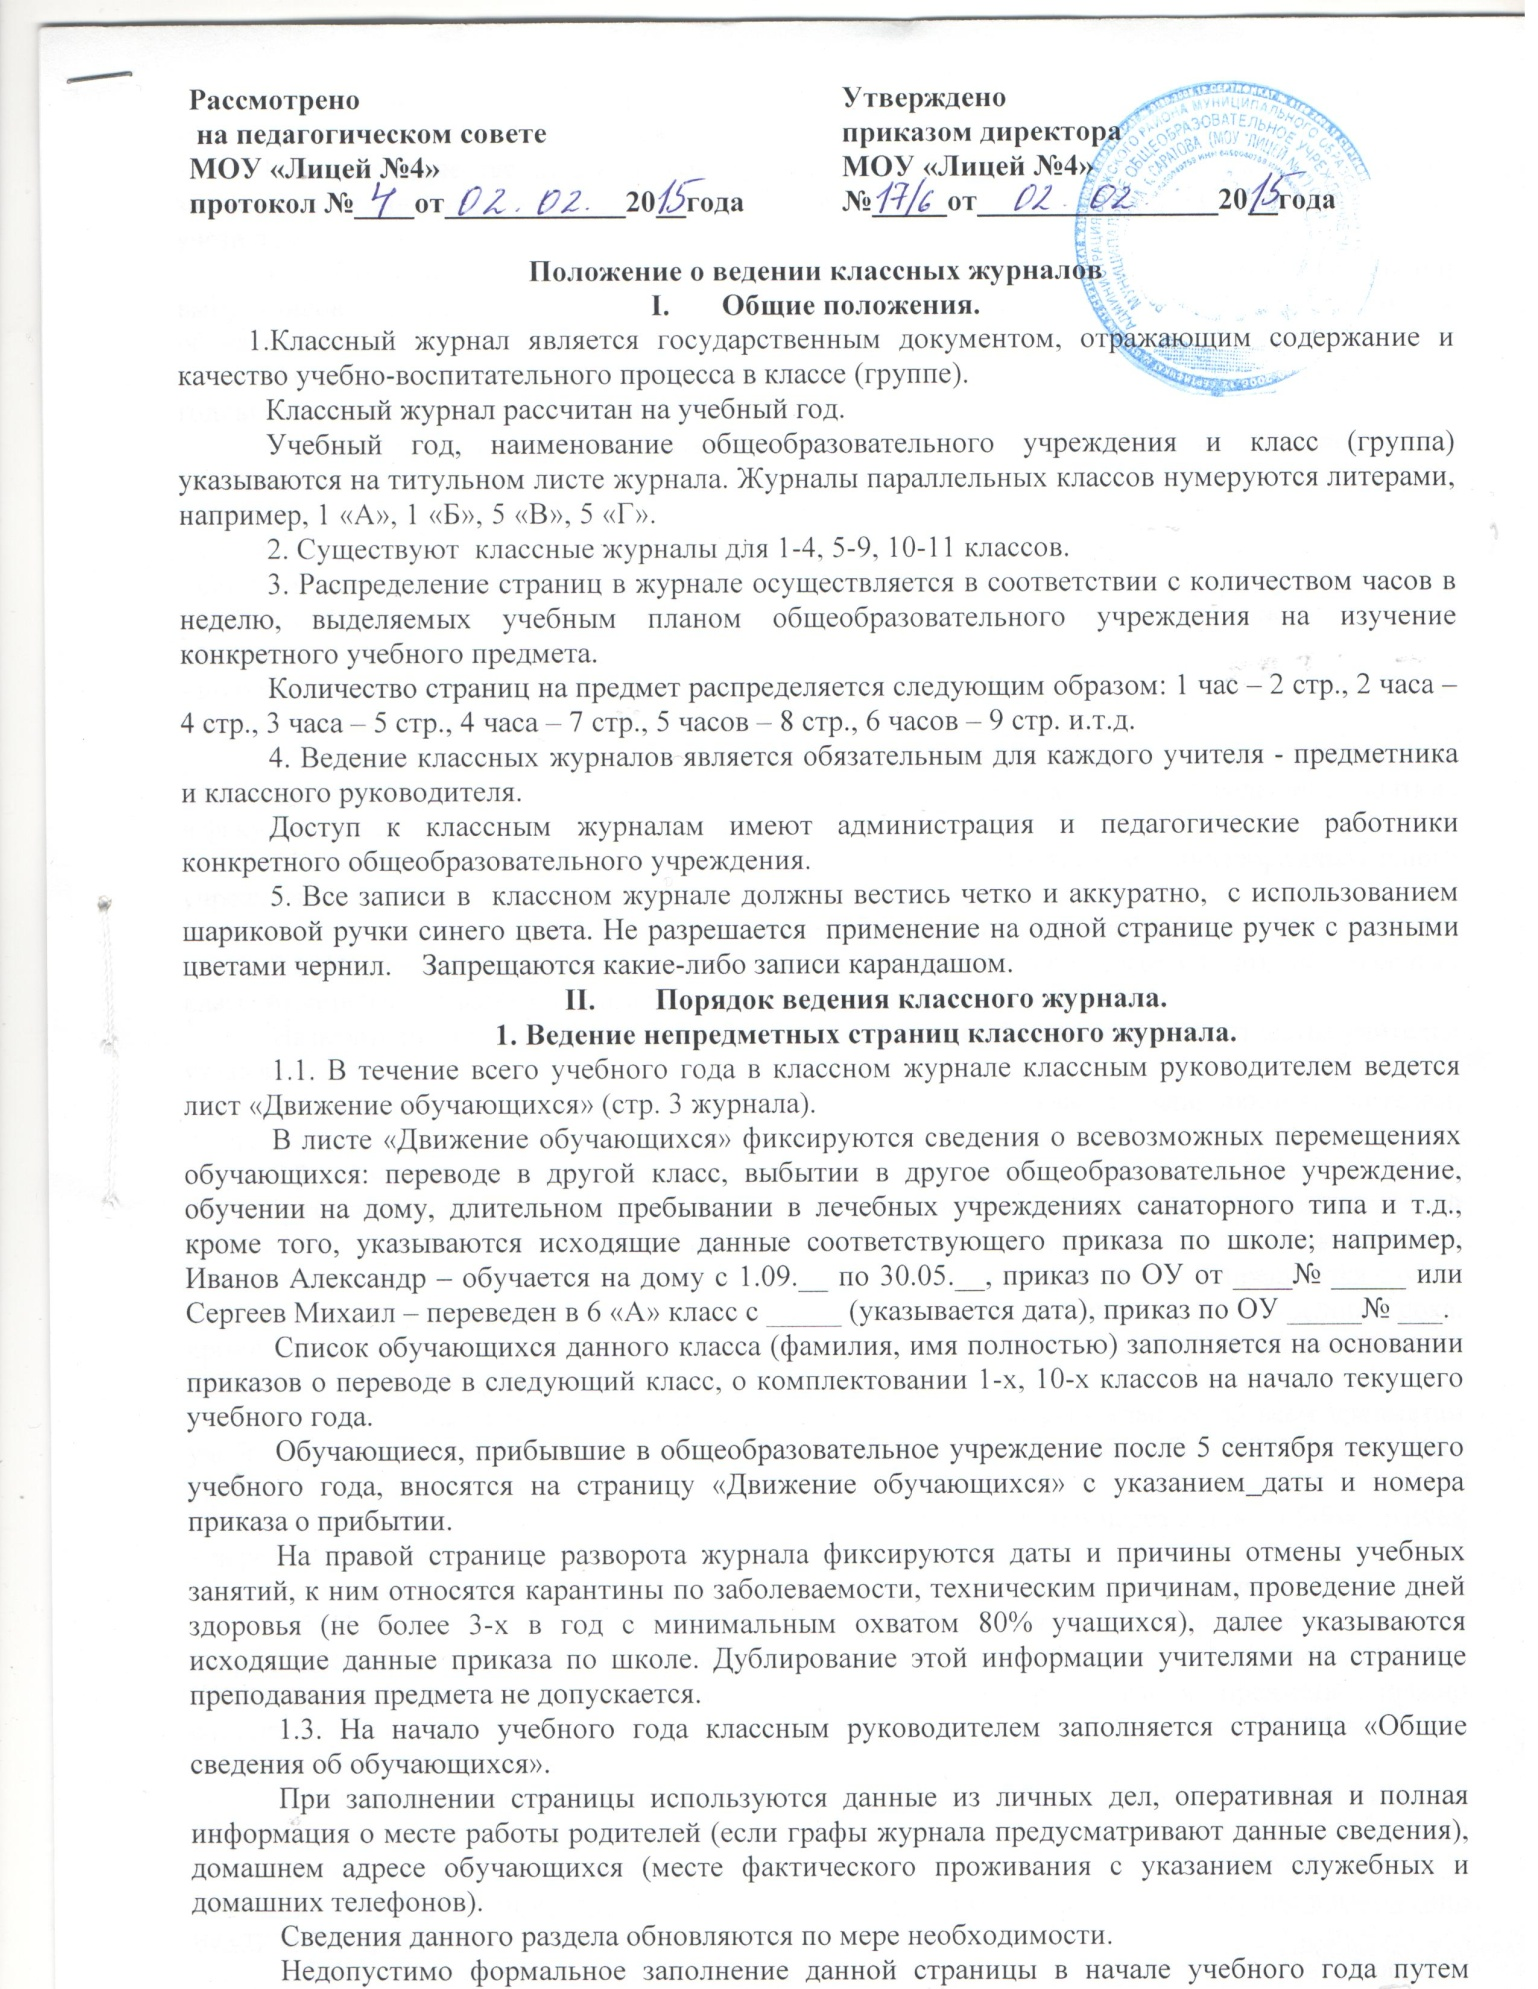 Рассмотрено
на педагогическом совете
МОУ «Лицей №4»
протокол № 4 от 02. 02. 2015 года
Утверждено
приказом директора
МОУ «Лицей №4»
№ 17/6 от 02 02 2015 года
Положение о ведении классных журналов
I. Общие положения.
1.Классный журнал является государственным документом, отражающим содержание и
качество учебно-воспитательного процесса в классе (группе).
Классный журнал рассчитан на учебный год.
Учебный год, наименование общеобразовательного учреждения и класс (группа)
указываются на титульном листе журнала. Журналы параллельных классов нумеруются литерами,
например, 1 «А», 1 «Б», 5 «В», 5 «Г».
2. Существуют классные журналы для 1-4, 5-9, 10-11 классов.
3. Распределение страниц в журнале осуществляется в соответствии с количеством часов в
неделю, выделяемых учебным планом общеобразовательного учреждения на изучение
конкретного учебного предмета.
Количество страниц на предмет распределяется следующим образом: 1 час – 2 стр., 2 часа –
4 стр., 3 часа – 5 стр., 4 часа – 7 стр., 5 часов – 8 стр., 6 часов – 9 стр. и.т.д.
4. Ведение классных журналов является обязательным для каждого учителя - предметника
и классного руководителя.
Доступ к классным журналам имеют администрация и педагогические работники
конкретного общеобразовательного учреждения.
5. Все записи в классном журнале должны вестись четко и аккуратно, с использованием
шариковой ручки синего цвета. Не разрешается применение на одной странице ручек с разными
цветами чернил. Запрещаются какие-либо записи карандашом.
II. Порядок ведения классного журнала.
1. Ведение непредметных страниц классного журнала.
1.1. В течение всего учебного года в классном журнале классным руководителем ведется
лист «Движение обучающихся» (стр. 3 журнала).
В листе «Движение обучающихся» фиксируются сведения о всевозможных перемещениях
обучающихся: переводе в другой класс, выбытии в другое общеобразовательное учреждение,
обучении на дому, длительном пребывании в лечебных учреждениях санаторного типа и т.д.,
кроме того, указываются исходящие данные соответствующего приказа по школе; например,
Иванов Александр – обучается на дому с 1.09.__ по 30.05.__, приказ по ОУ от ____№ _____ или
Сергеев Михаил – переведен в 6 «А» класс с _____ (указывается дата), приказ по ОУ _____№ ___.
Список обучающихся данного класса (фамилия, имя полностью) заполняется на основании
приказов о переводе в следующий класс, о комплектовании 1-х, 10-х классов на начало текущего
учебного года.
Обучающиеся, прибывшие в общеобразовательное учреждение после 5 сентября текущего
учебного года, вносятся на страницу «Движение обучающихся» с указанием_даты и номера
приказа о прибытии.
На правой странице разворота журнала фиксируются даты и причины отмены учебных
занятий, к ним относятся карантины по заболеваемости, техническим причинам, проведение дней
здоровья (не более 3-х в год с минимальным охватом 80% учащихся), далее указываются
исходящие данные приказа по школе. Дублирование этой информации учителями на странице
преподавания предмета не допускается.
1.3. На начало учебного года классным руководителем заполняется страница «Общие
сведения об обучающихся».
При заполнении страницы используются данные из личных дел, оперативная и полная
информация о месте работы родителей (если графы журнала предусматривают данные сведения),
домашнем адресе обучающихся (месте фактического проживания с указанием служебных и
домашних телефонов).
Сведения данного раздела обновляются по мере необходимости.
Недопустимо формальное заполнение данной страницы в начале учебного года путем